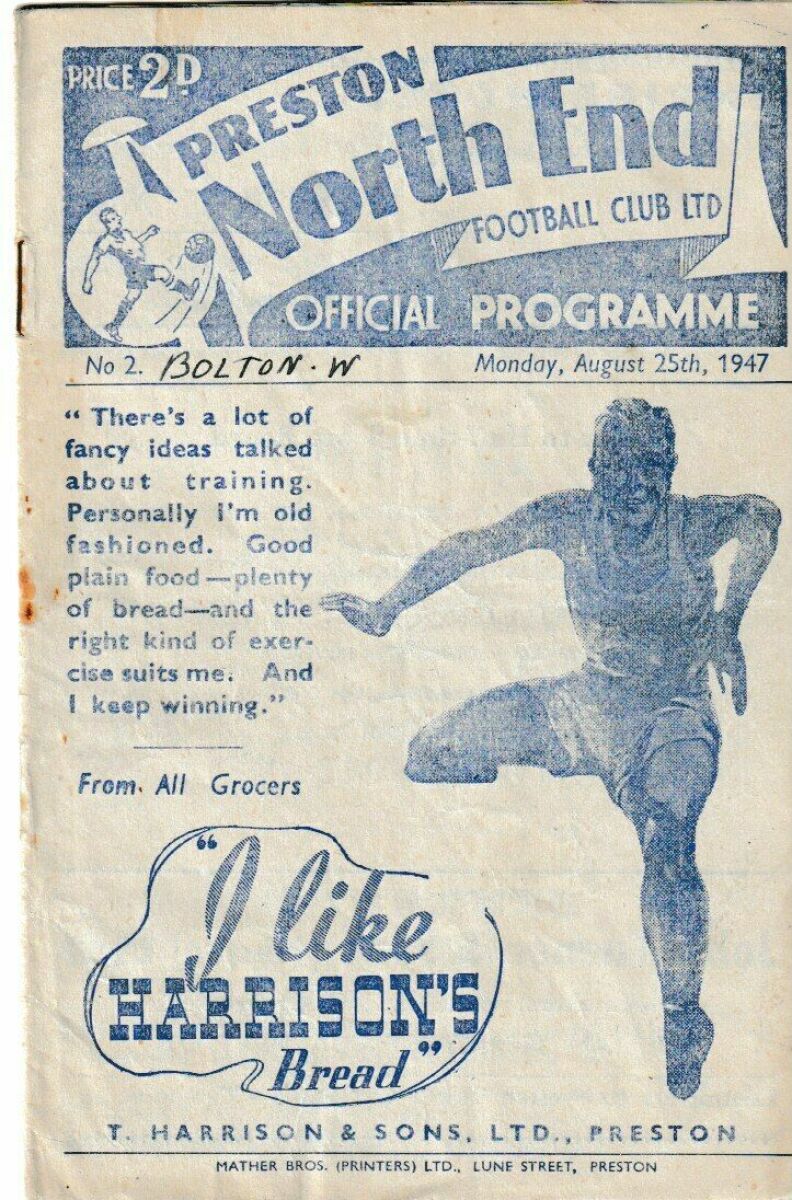 PRICE 2D
PRESTON
North End
FOOTBALL CLUB LTD
OFFICIAL PROGRAMME
No 2. BOLTON. W Monday, August 25th, 1947
“ There's a lot of
fancy ideas talked
about training.
Personally I'm old
fashioned. Good
plain food—plenty
of bread—and the
right kind of exer-
cise suits me. And
I keep winning.”
From All Grocers
“I like
HARRISON'S
Bread”
T. HARRISON & SONS, LTD., PRESTON
MATHER BROS. (PRINTERS) LTD., LUNE STREET, PRESTON